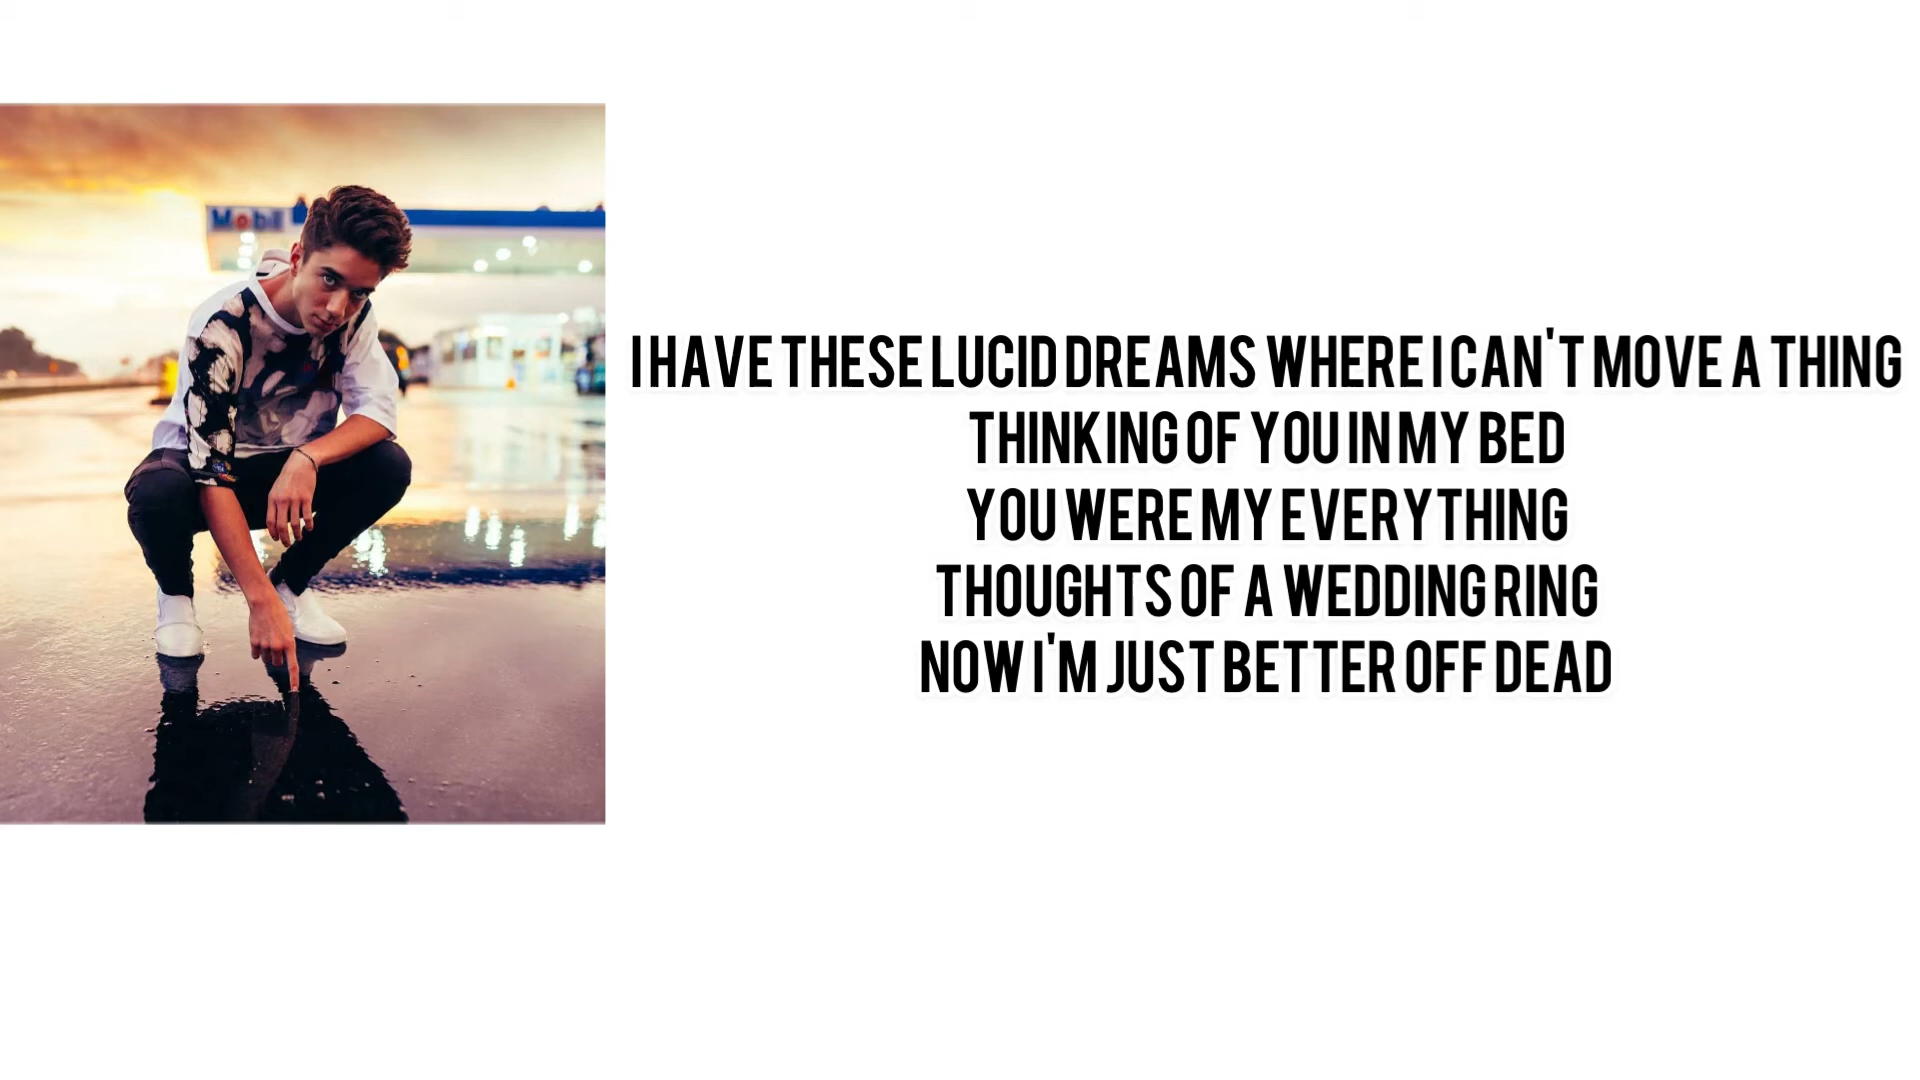 Mobil
I HAVE THESE LUCID DREAMS WHERE I CAN'T MOVE A THING
THINKING OF YOU IN MY BED
YOU WERE MY EVERYTHING
THOUGHTS OF A WEDDING RING
NOW I'M JUST BETTER OFF DEAD